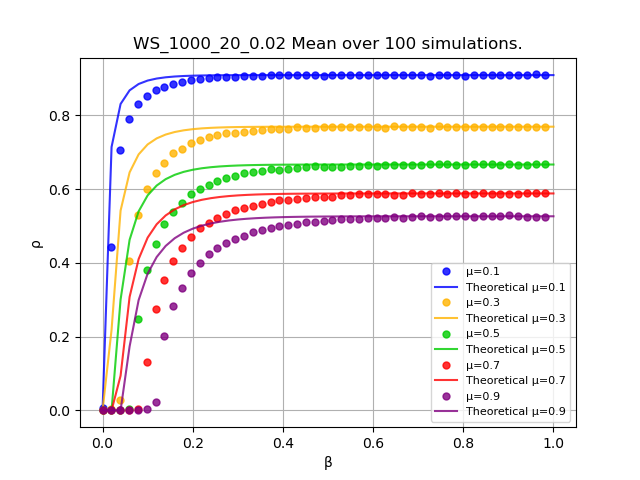 WS_1000_20_0.02 Mean over 100 simulations.
ρ
0.8
0.6
0.4
0.2
0.0
0.0 0.2 0.4 0.6 0.8 1.0
β
μ=0.1
Theoretical μ=0.1
μ=0.3
Theoretical μ=0.3
μ=0.5
Theoretical μ=0.5
μ=0.7
Theoretical μ=0.7
μ=0.9
Theoretical μ=0.9